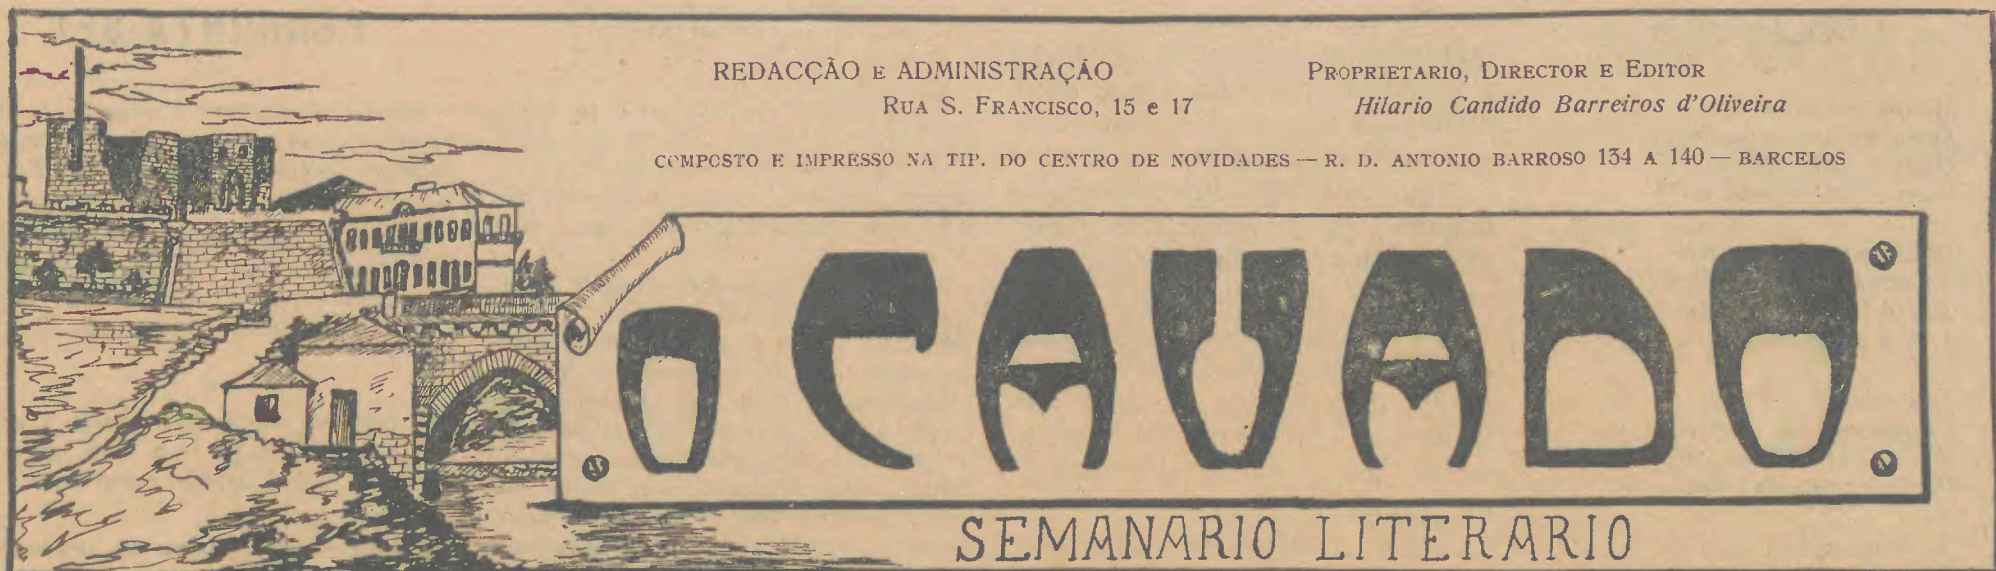 REDACÇÃO E ADMINISTRAÇÃO
RUA S. FRANCISCO, 15 e 17
PROPRIETARIO, DIRECTOR E EDITOR
Hilario Candido Barreiros d'Oliveira
COMPOSTO E IMPRESSO NA TIP. DO CENTRO DE NOVIDADES — R. D. ANTONIO BARROSO 134 A 140 — BARCELOS
O CAVADO
SEMANARIO LITERARIO